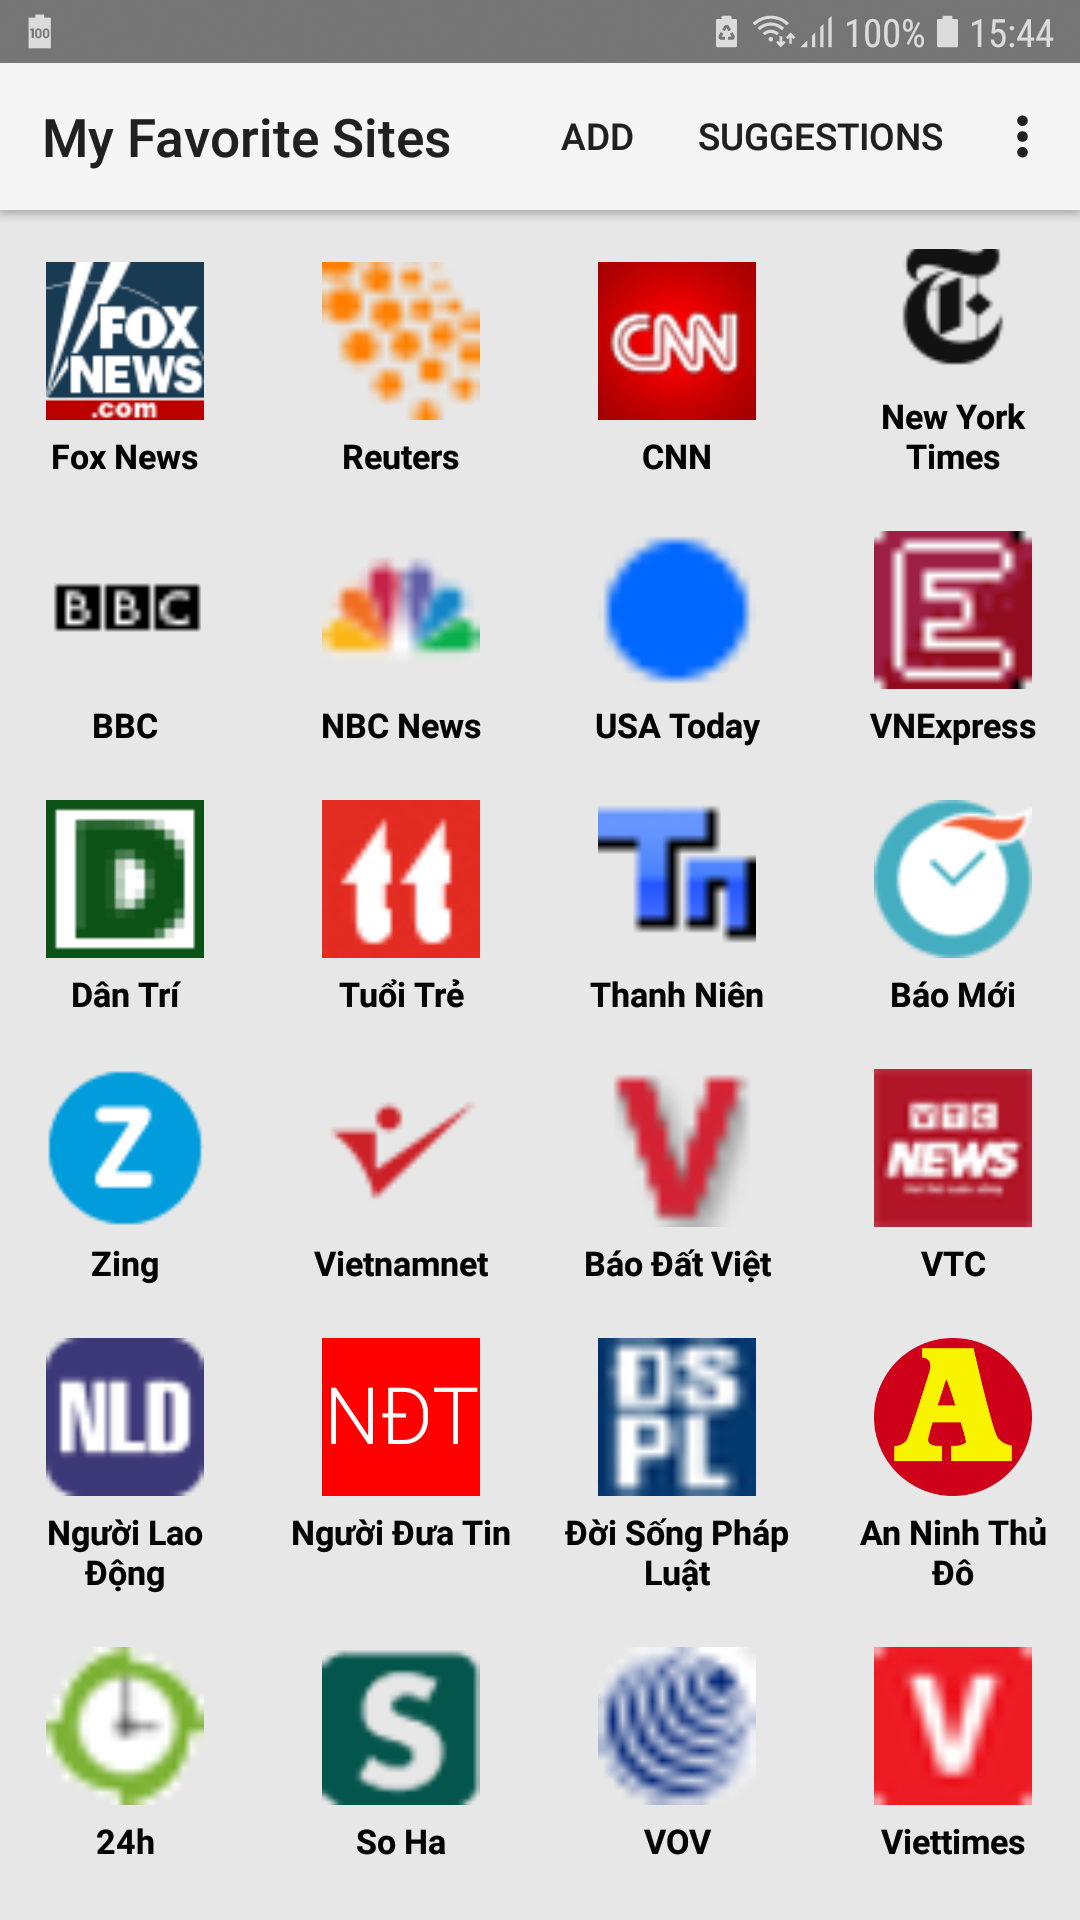 100 100% 15:44
My Favorite Sites ADD SUGGESTIONS
FOX
NEWS
.com
CNN
Fox News
Reuters
CNN
New York
Times
BBC
E
BBC
NBC News
USA Today
VNExpress
D
Tn
Dân Trí
Tuổi Trẻ
Thanh Niên
Báo Mới
Z
V
VTC
NEWS
Zing
Vietnamnet
Báo Đất Việt
VTC
NLD
NĐT
ĐS
PL
A
Người Lao
Động
Người Đưa Tin
Đời Sống Pháp
Luật
An Ninh Thủ
Đô
S
V
24h
So Ha
VOV
Viettimes